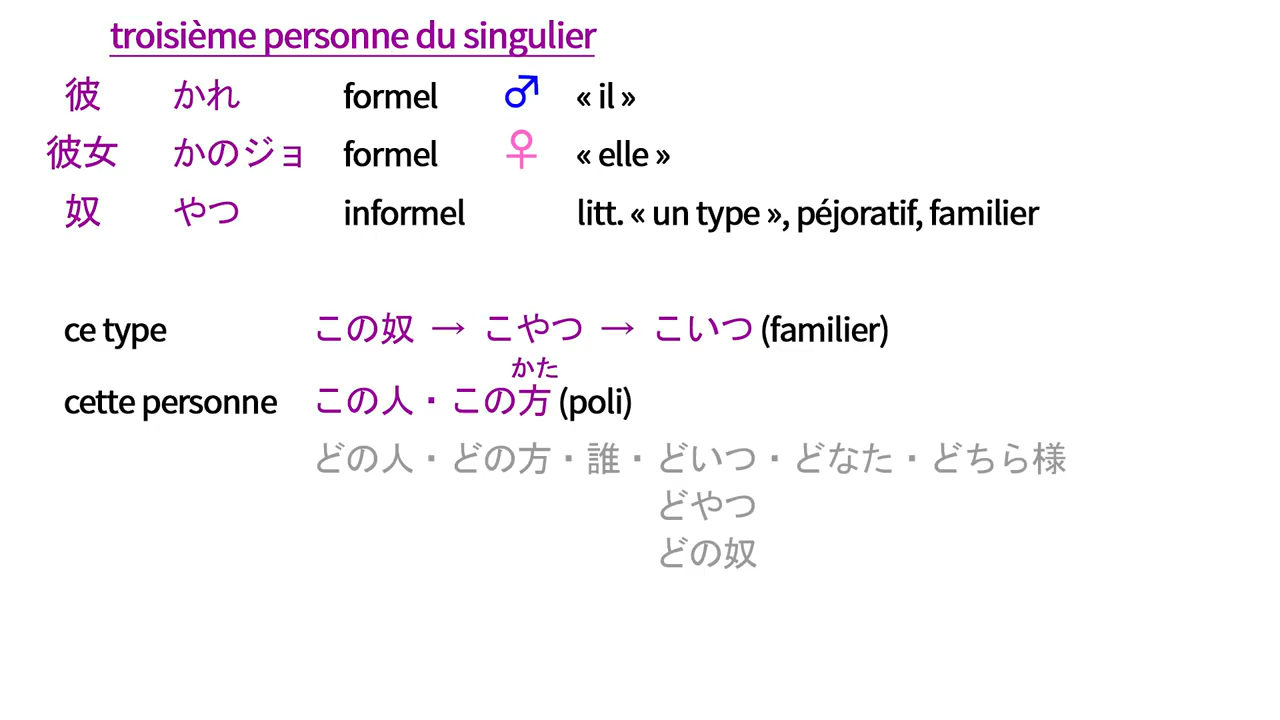 troisième personne du singulier
彼 かれ formel ♂ « il »
彼女 かのジョ formel ♀ « elle »
奴 やつ informel litt. « un type », péjoratif, familier
ce type この奴 → こやつ → こいつ (familier)
かた
cette personne この人・この方 (poli)
どの人・どの方・誰・どいつ・どなた・どちら様
どやつ
どの奴